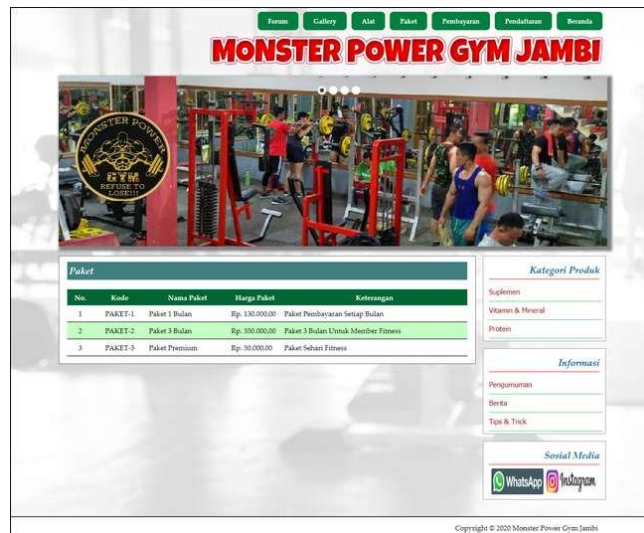 Forum Gallery Alat Paket Pembayaran Pendaftaran Beranda
MONSTER POWER GYM JAMBI
MONSTER POWER
GYM
REFUSE TO
LOSE!!!
Paket
No. Kode Nama Paket Harga Paket Keterangan
1 PAKET-1 Paket 1 Bulan Rp. 130.000,00 Paket Pembayaran Setiap Bulan
2 PAKET-2 Paket 3 Bulan Rp. 350.000,00 Paket 3 Bulan Untuk Member Fitness
3 PAKET-3 Paket Premium Rp. 50.000,00 Paket Sehari Fitness
Kategori Produk
Suplemen
Vitamin & Mineral
Protein
Informasi
Pengumuman
Berita
Tips & Trick
Sosial Media
WhatsApp Instagram
Copyright © 2020 Monster Power Gym Jambi